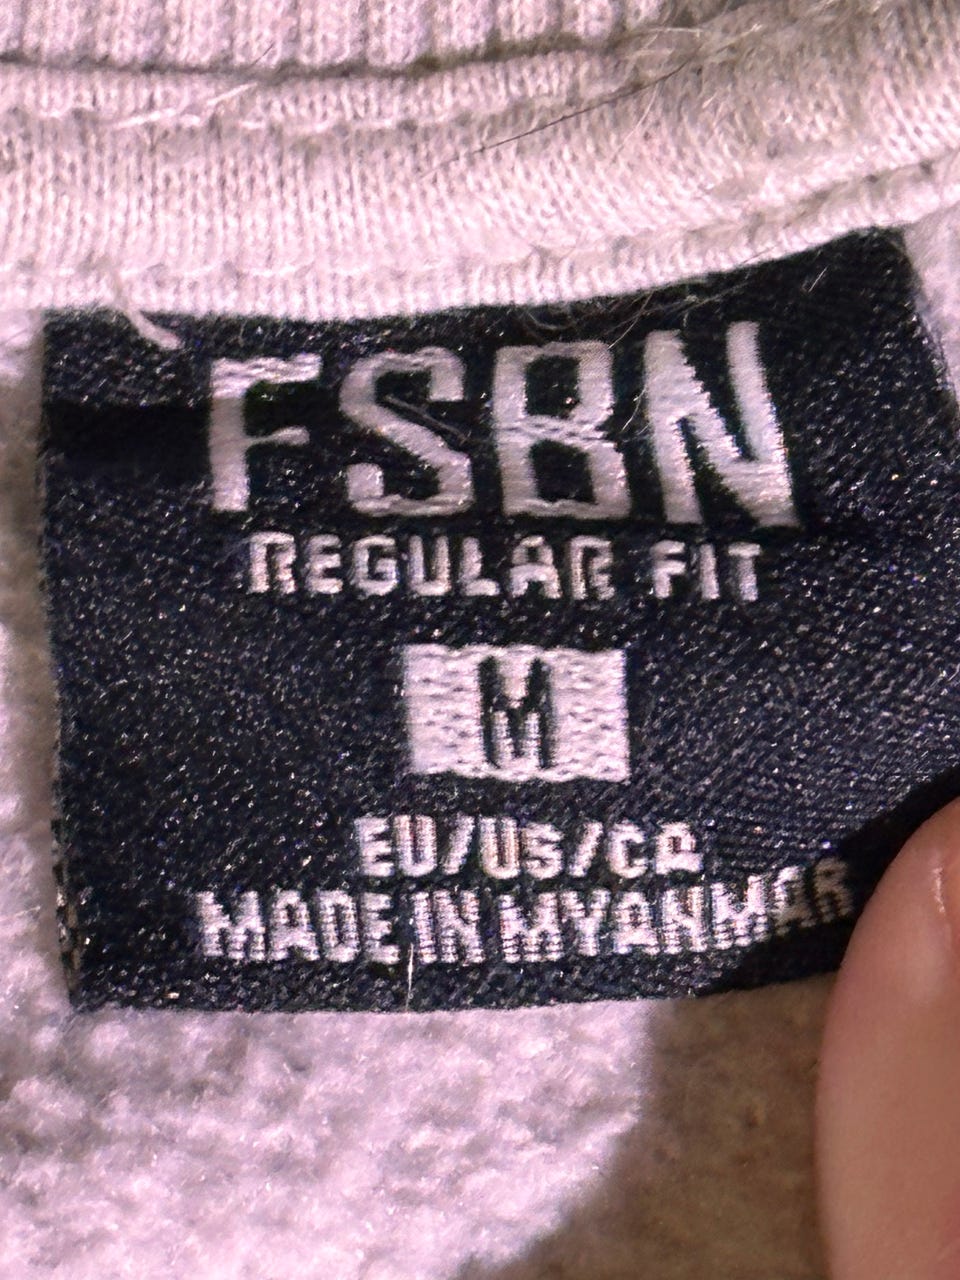 FSBN
REGULAR FIT
M
EU/US/CA
MADE IN MYANMAR